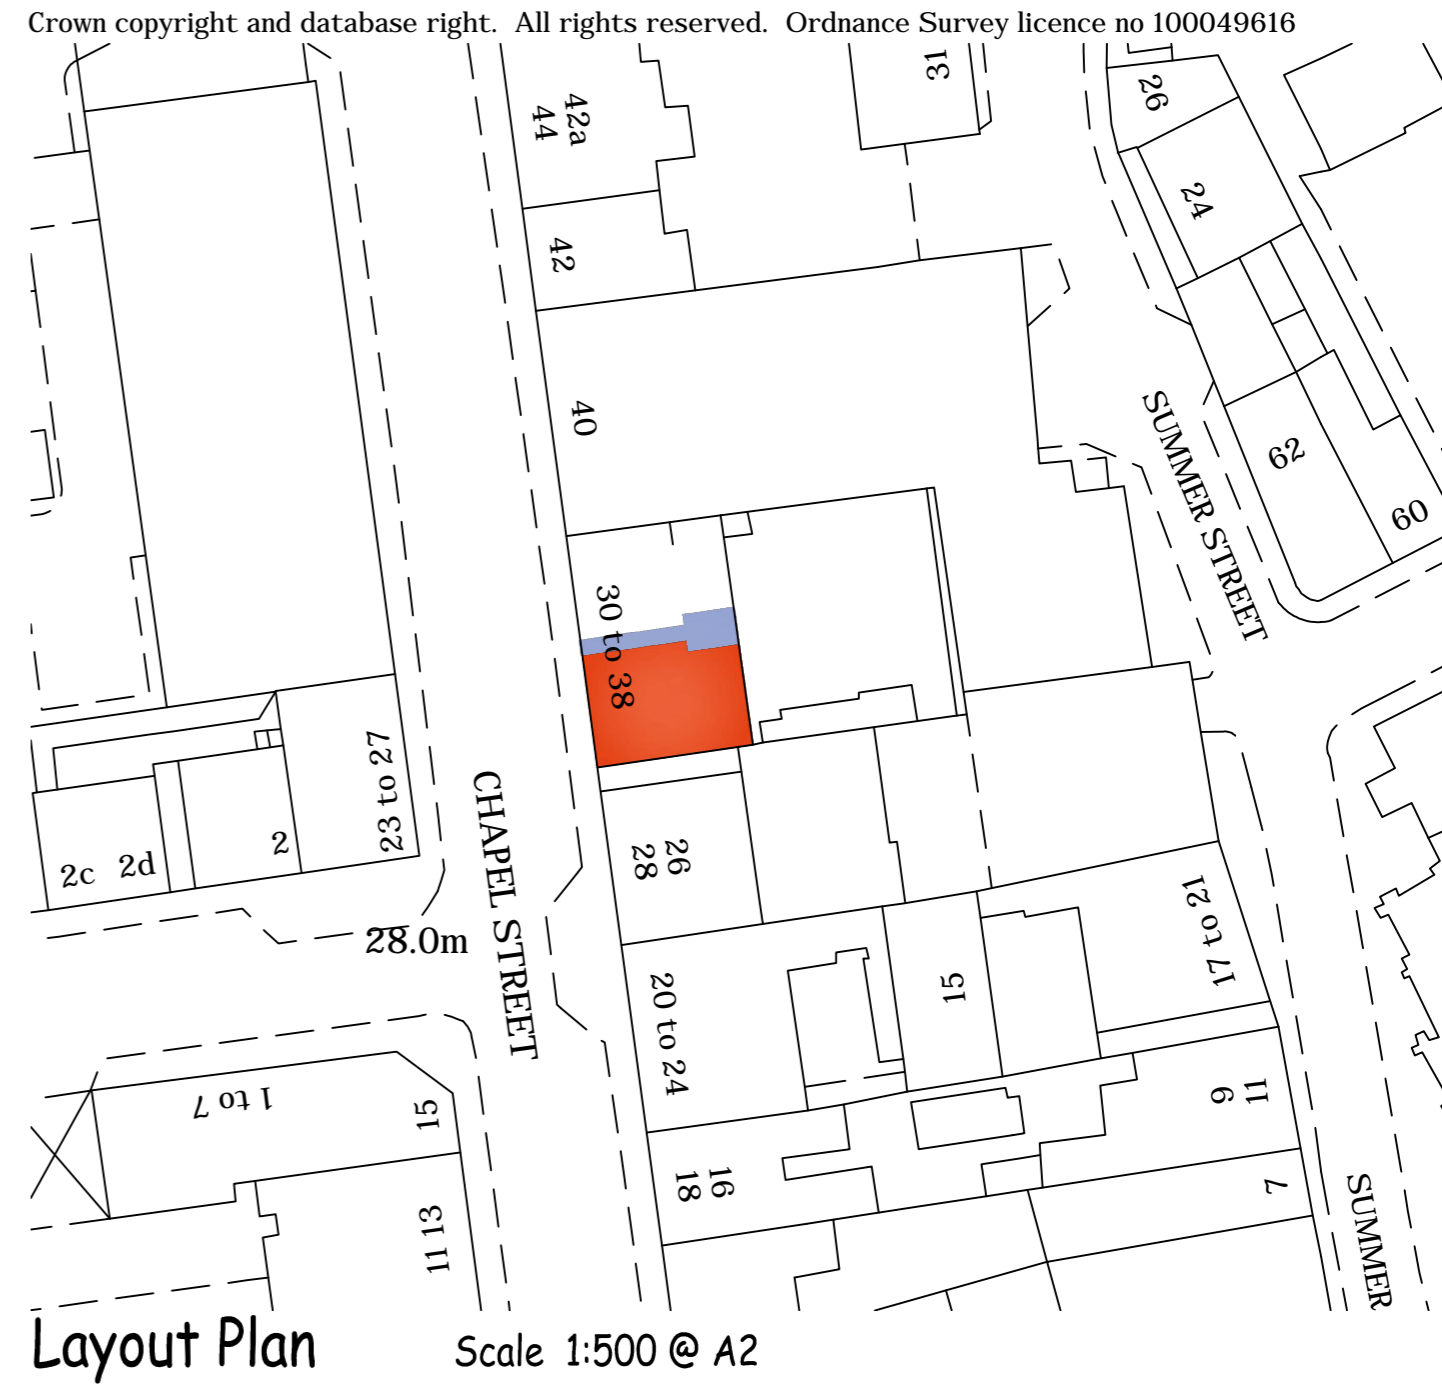 Crown copyright and database right. All rights reserved. Ordnance Survey licence no 100049616
31
26
42a
44
24
42
40
SUMMER STREET
62
60
30 to 38
23 to 27
CHAPEL STREET
2
2c
2d
26
28
17 to 21
28.0m
15
20 to 24
1 to 7
15
11
9
16
18
7
SUMMER
11 13
Layout Plan
Scale 1:500 @ A2